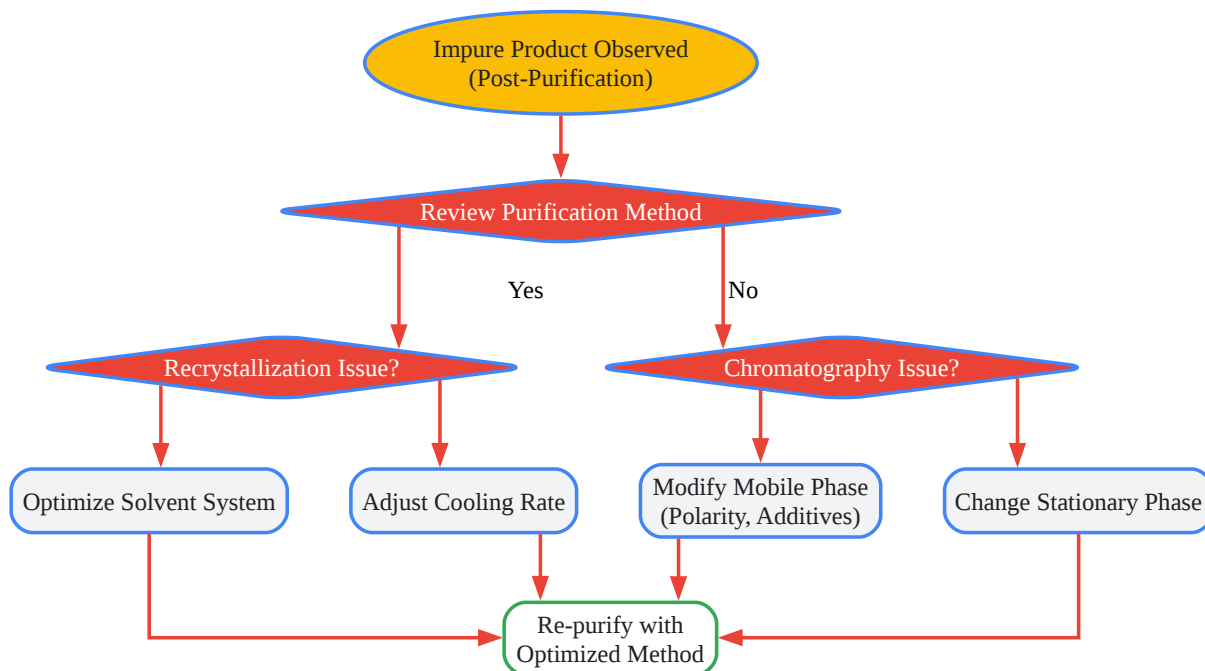 Impure Product Observed
(Post-Purification)
Review Purification Method
Yes
No
Recrystallization Issue?
Chromatography Issue?
Optimize Solvent System
Adjust Cooling Rate
Modify Mobile Phase
(Polarity, Additives)
Change Stationary Phase
Re-purify with
Optimized Method